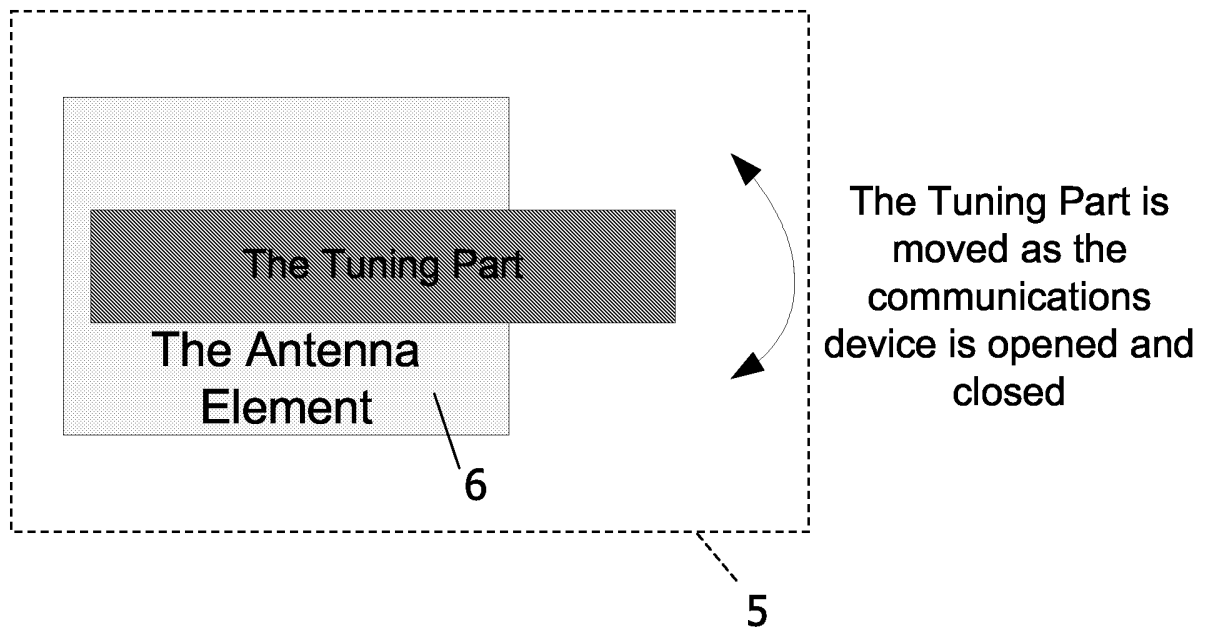 The Tuning Part
The Antenna
Element
6
5
The Tuning Part is
moved as the
communications
device is opened and
closed